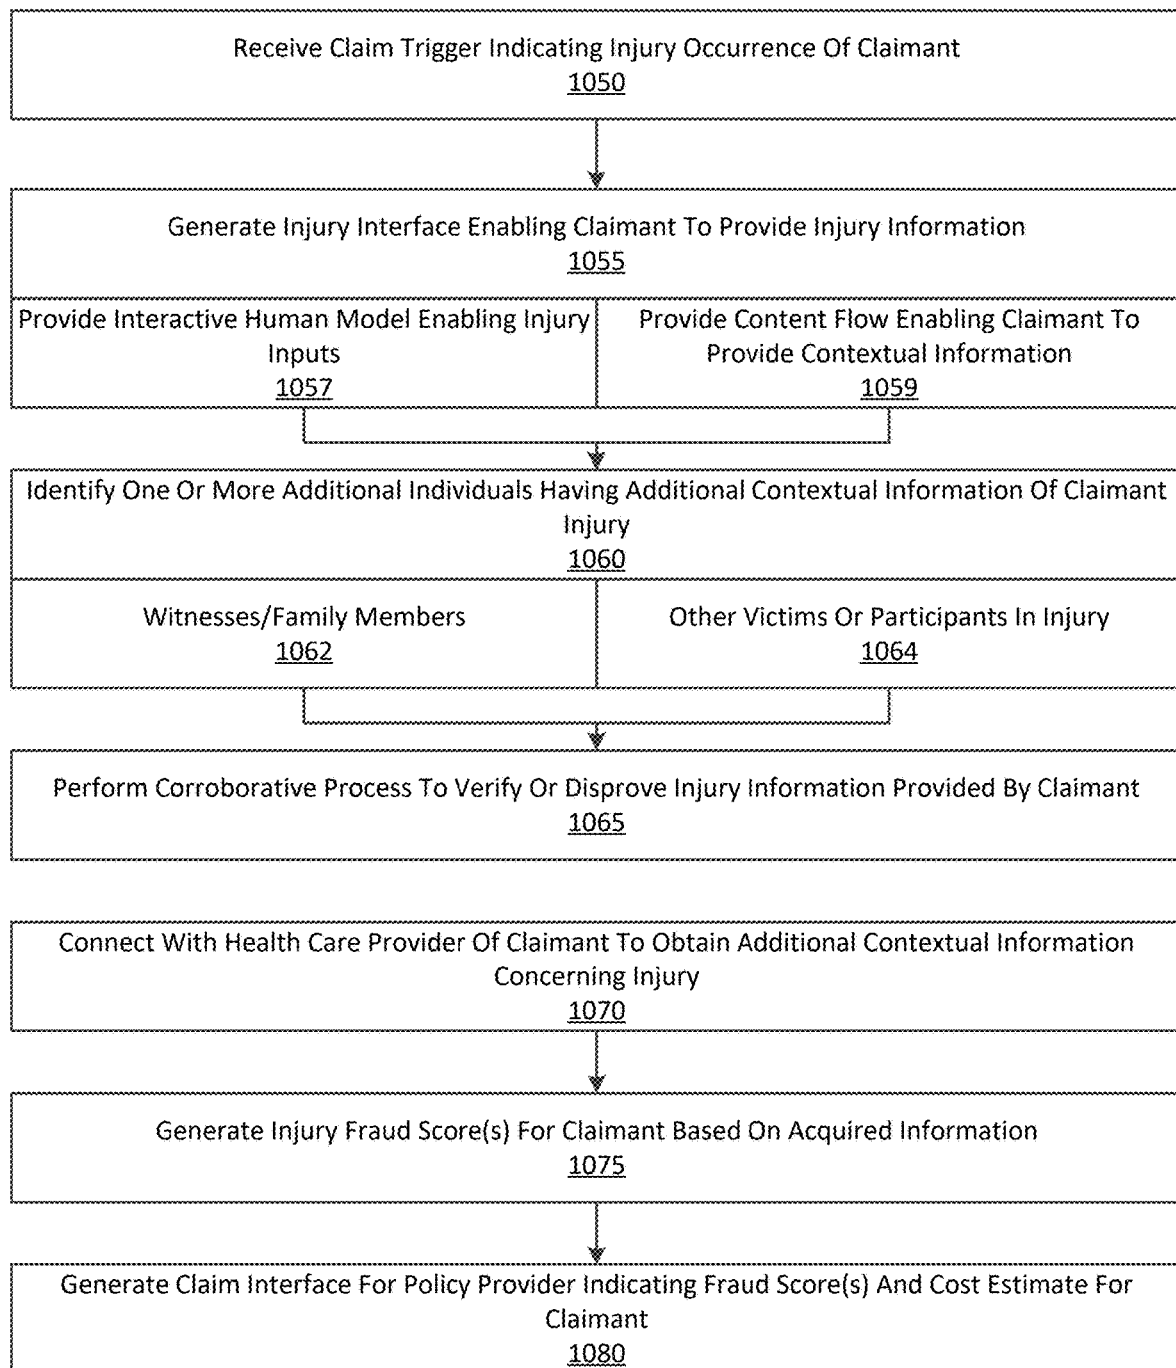 Receive Claim Trigger Indicating Injury Occurrence Of Claimant
1050
Generate Injury Interface Enabling Claimant To Provide Injury Information
1055
Provide Interactive Human Model Enabling Injury
Inputs
1057
Provide Content Flow Enabling Claimant To
Provide Contextual Information
1059
Identify One Or More Additional Individuals Having Additional Contextual Information Of Claimant
Injury
1060
Witnesses/Family Members
1062
Other Victims Or Participants In Injury
1064
Perform Corroborative Process To Verify Or Disprove Injury Information Provided By Claimant
1065
Connect With Health Care Provider Of Claimant To Obtain Additional Contextual Information
Concerning Injury
1070
Generate Injury Fraud Score(s) For Claimant Based On Acquired Information
1075
Generate Claim Interface For Policy Provider Indicating Fraud Score(s) And Cost Estimate For
Claimant
1080